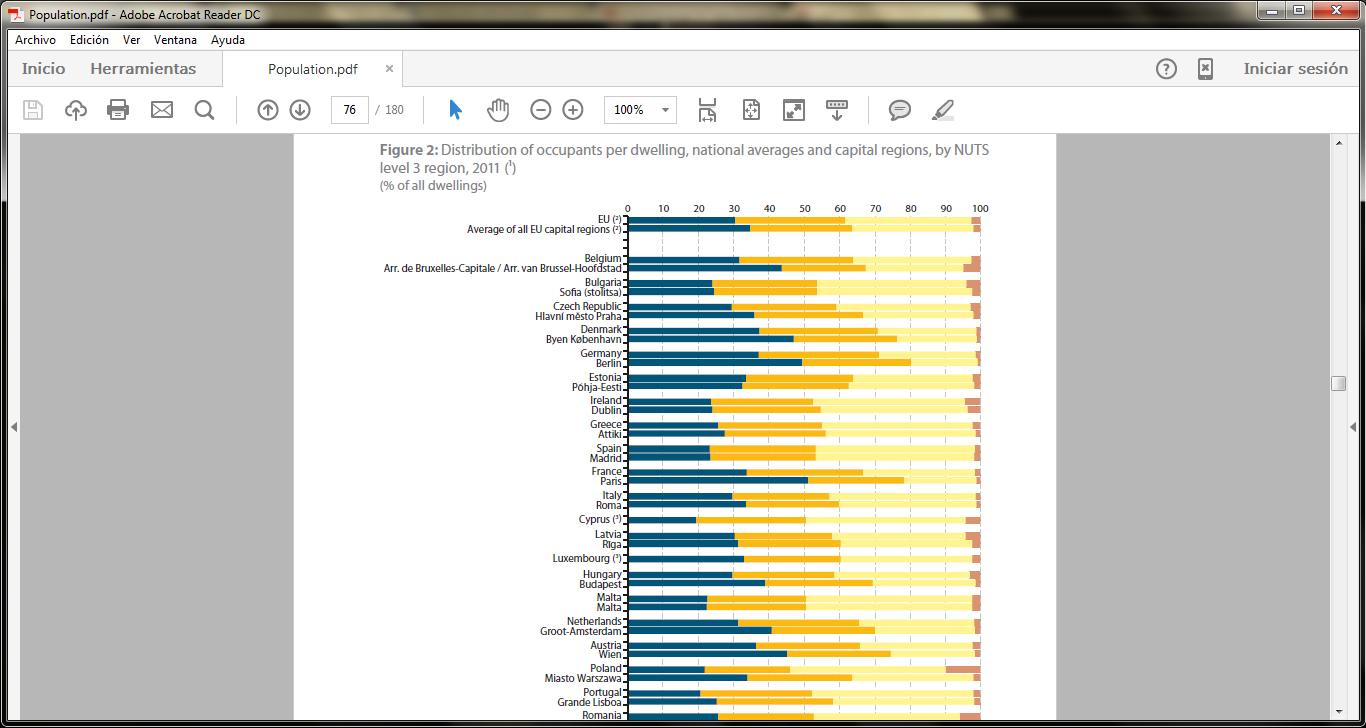 Population.pdf - Adobe Acrobat Reader DC
Archivo Edición Ver Ventana Ayuda
Inicio Herramientas Population.pdf × ? Iniciar sesión
76 / 180 100%
Figure 2: Distribution of occupants per dwelling, national averages and capital regions, by NUTS
level 3 region, 2011 (¹)
(% of all dwellings)
0 10 20 30 40 50 60 70 80 90 100
EU (²)
Average of all EU capital regions (²)
Belgium
Arr. de Bruxelles-Capitale / Arr. van Brussel-Hoofdstad
Bulgaria
Sofia (stolitsa)
Czech Republic
Hlavní město Praha
Denmark
Byen København
Germany
Berlin
Estonia
Põhja-Eesti
Ireland
Dublin
Greece
Attiki
Spain
Madrid
France
Paris
Italy
Roma
Cyprus (³)
Latvia
Rīga
Luxembourg (³)
Hungary
Budapest
Malta
Malta
Netherlands
Groot-Amsterdam
Austria
Wien
Poland
Miasto Warszawa
Portugal
Grande Lisboa
Romania